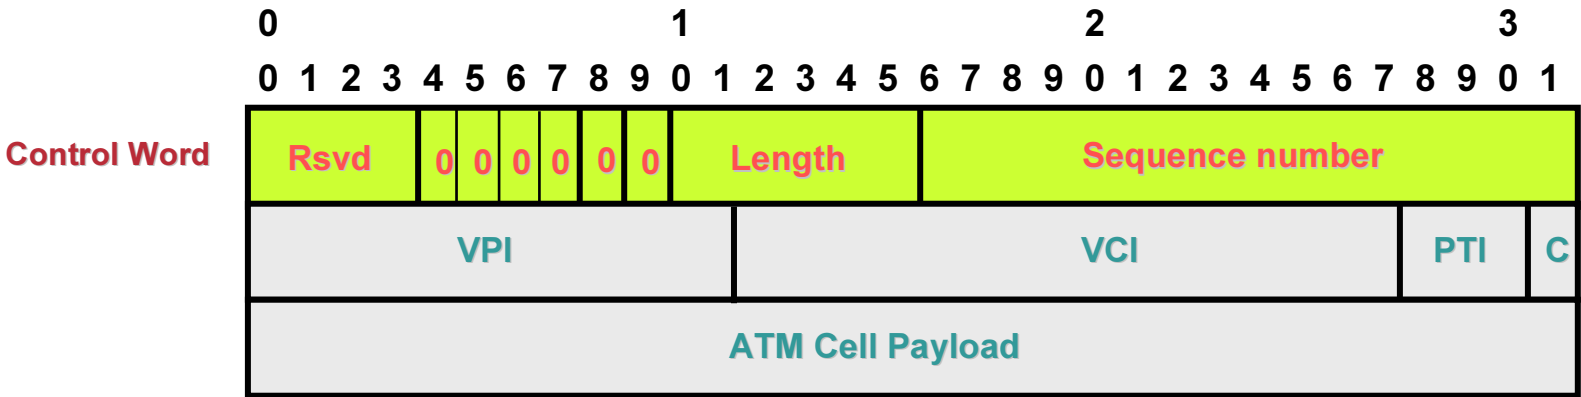 0 1 2 3
0 1 2 3 4 5 6 7 8 9 0 1 2 3 4 5 6 7 8 9 0 1 2 3 4 5 6 7 8 9 0 1
Control Word Rsvd 0 0 0 0 0 0 Length Sequence number
VPI VCI PTI C
ATM Cell Payload